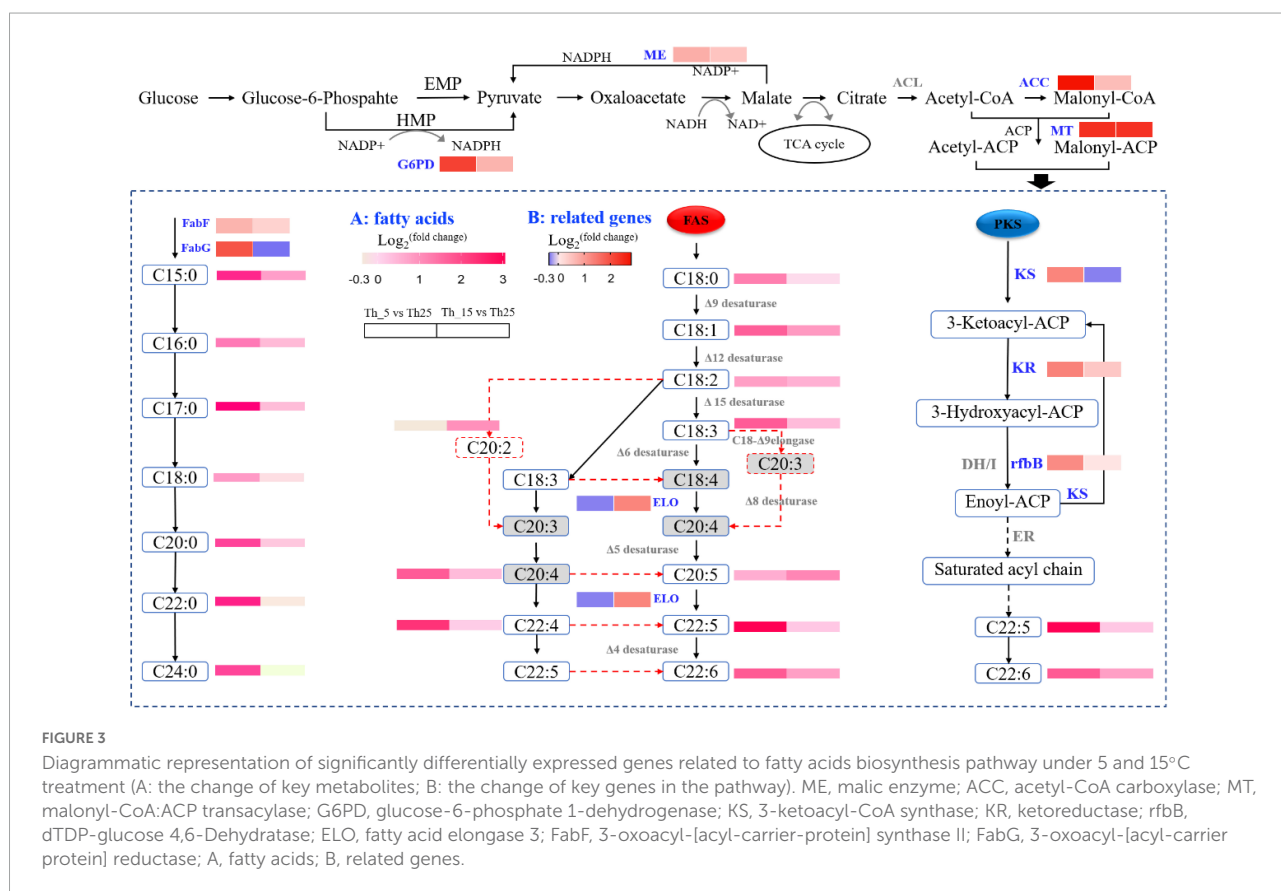 NADPH
ME
NADP+
Glucose
Glucose-6-Phospahte
EMP
Pyruvate
Oxaloacetate
Malate
Citrate
ACL
Acetyl-CoA
ACC
Malonyl-CoA
HMP
NADP+
NADPH
G6PD
NADH
NAD+
TCA cycle
ACP
MT
Acetyl-ACP
Malonyl-ACP
FabF
FabG
A: fatty acids
Log2(fold change)
-0.3 0 1 2 3
B: related genes
Log2(fold change)
-0.3 0 1 2
Th_5 vs Th25
Th_15 vs Th25
FAS
PKS
C15:0
C16:0
C17:0
C18:0
C20:0
C22:0
C24:0
C18:0
Δ9 desaturase
C18:1
Δ12 desaturase
C18:2
Δ 15 desaturase
C18:3
C18-Δ9elongase
C20:2
Δ6 desaturase
C20:3
C18:3
C18:4
ELO
Δ8 desaturase
C20:3
C20:4
Δ5 desaturase
C20:4
C20:5
ELO
C22:4
C22:5
Δ4 desaturase
C22:5
C22:6
KS
3-Ketoacyl-ACP
KR
3-Hydroxyacyl-ACP
DH/I
rfbB
Enoyl-ACP
KS
ER
Saturated acyl chain
C22:5
C22:6
FIGURE 3
Diagrammatic representation of significantly differentially expressed genes related to fatty acids biosynthesis pathway under 5 and 15°C
treatment (A: the change of key metabolites; B: the change of key genes in the pathway). ME, malic enzyme; ACC, acetyl-CoA carboxylase; MT,
malonyl-CoA:ACP transacylase; G6PD, glucose-6-phosphate 1-dehydrogenase; KS, 3-ketoacyl-CoA synthase; KR, ketoreductase; rfbB,
dTDP-glucose 4,6-Dehydratase; ELO, fatty acid elongase 3; FabF, 3-oxoacyl-[acyl-carrier-protein] synthase II; FabG, 3-oxoacyl-[acyl-carrier
protein] reductase; A, fatty acids; B, related genes.